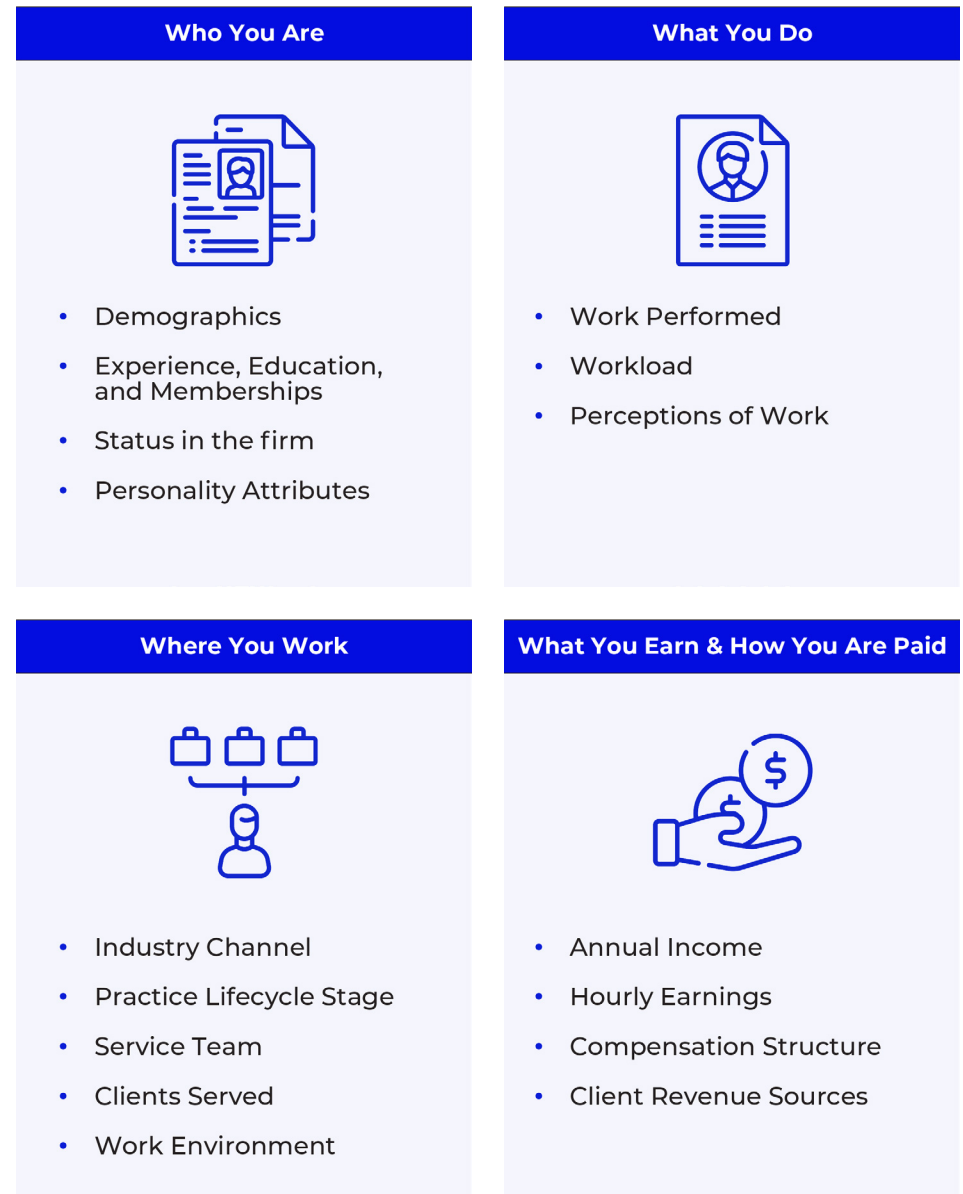 Who You Are
• Demographics
• Experience, Education,
and Memberships
• Status in the firm
• Personality Attributes
What You Do
• Work Performed
• Workload
• Perceptions of Work
Where You Work
• Industry Channel
• Practice Lifecycle Stage
• Service Team
• Clients Served
• Work Environment
What You Earn & How You Are Paid
$
$
• Annual Income
• Hourly Earnings
• Compensation Structure
• Client Revenue Sources